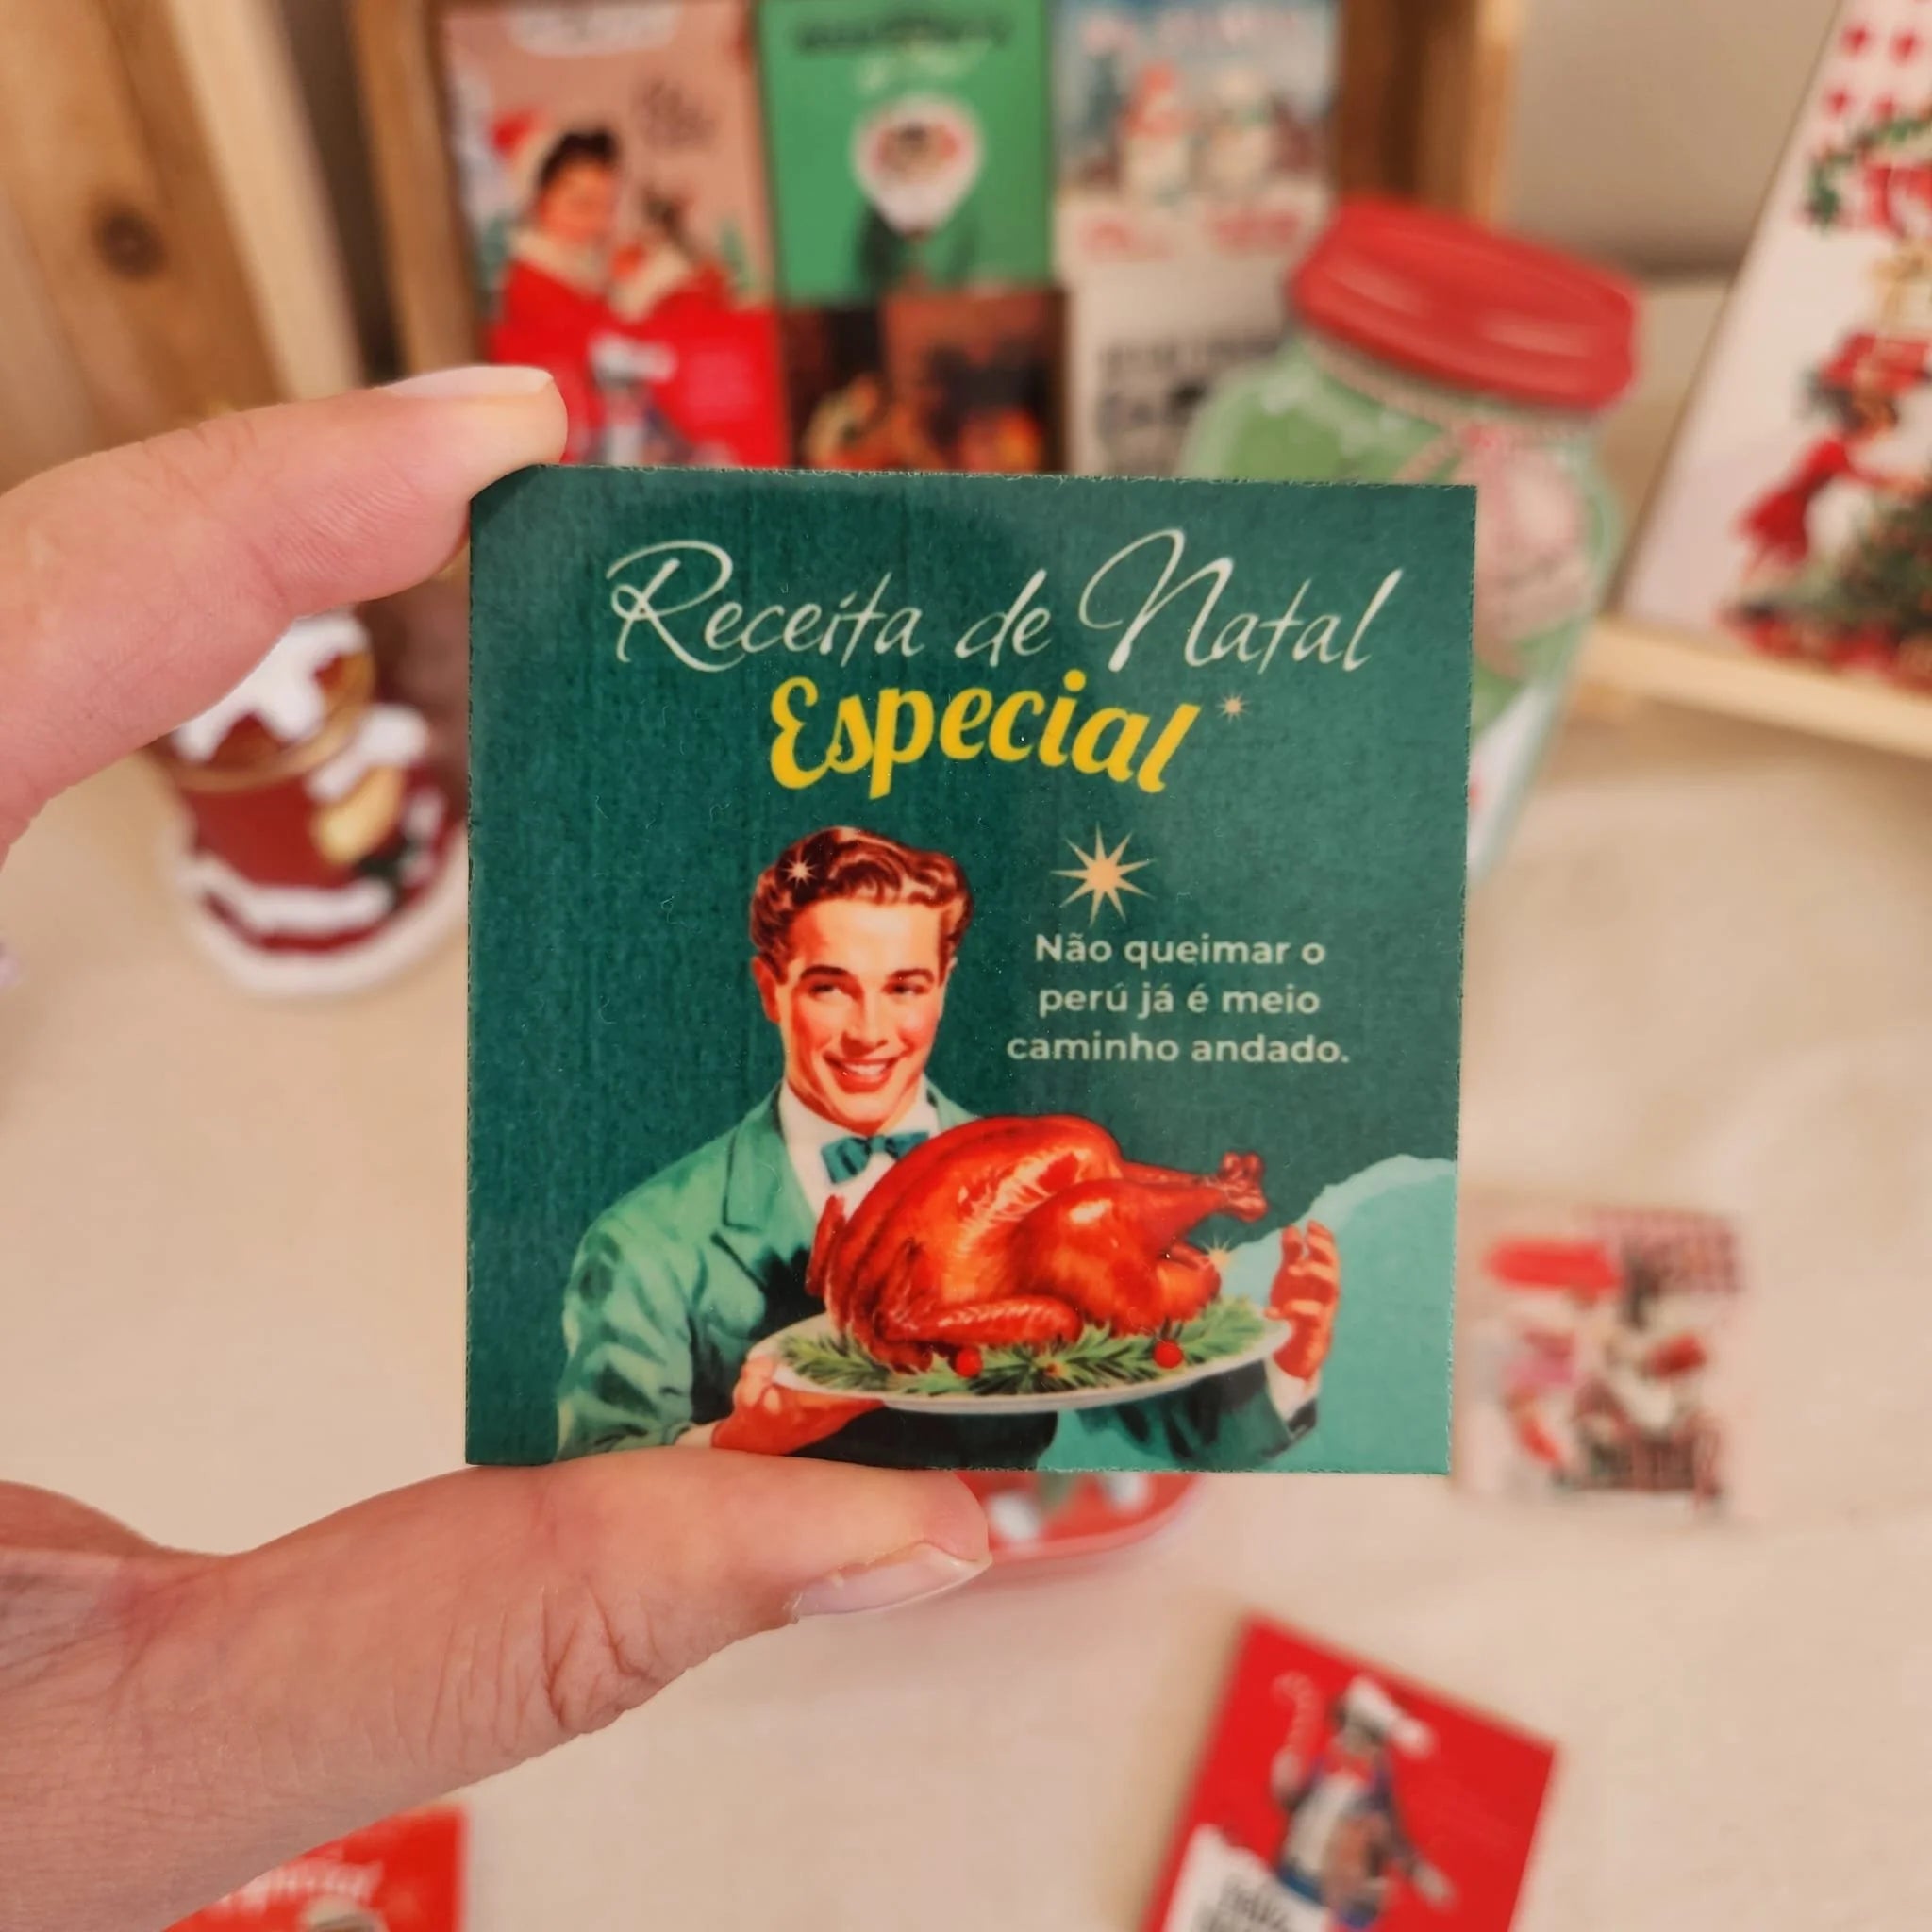 Receita de Natal
Especial
Não queimar o
perú já é meio
caminho andado.